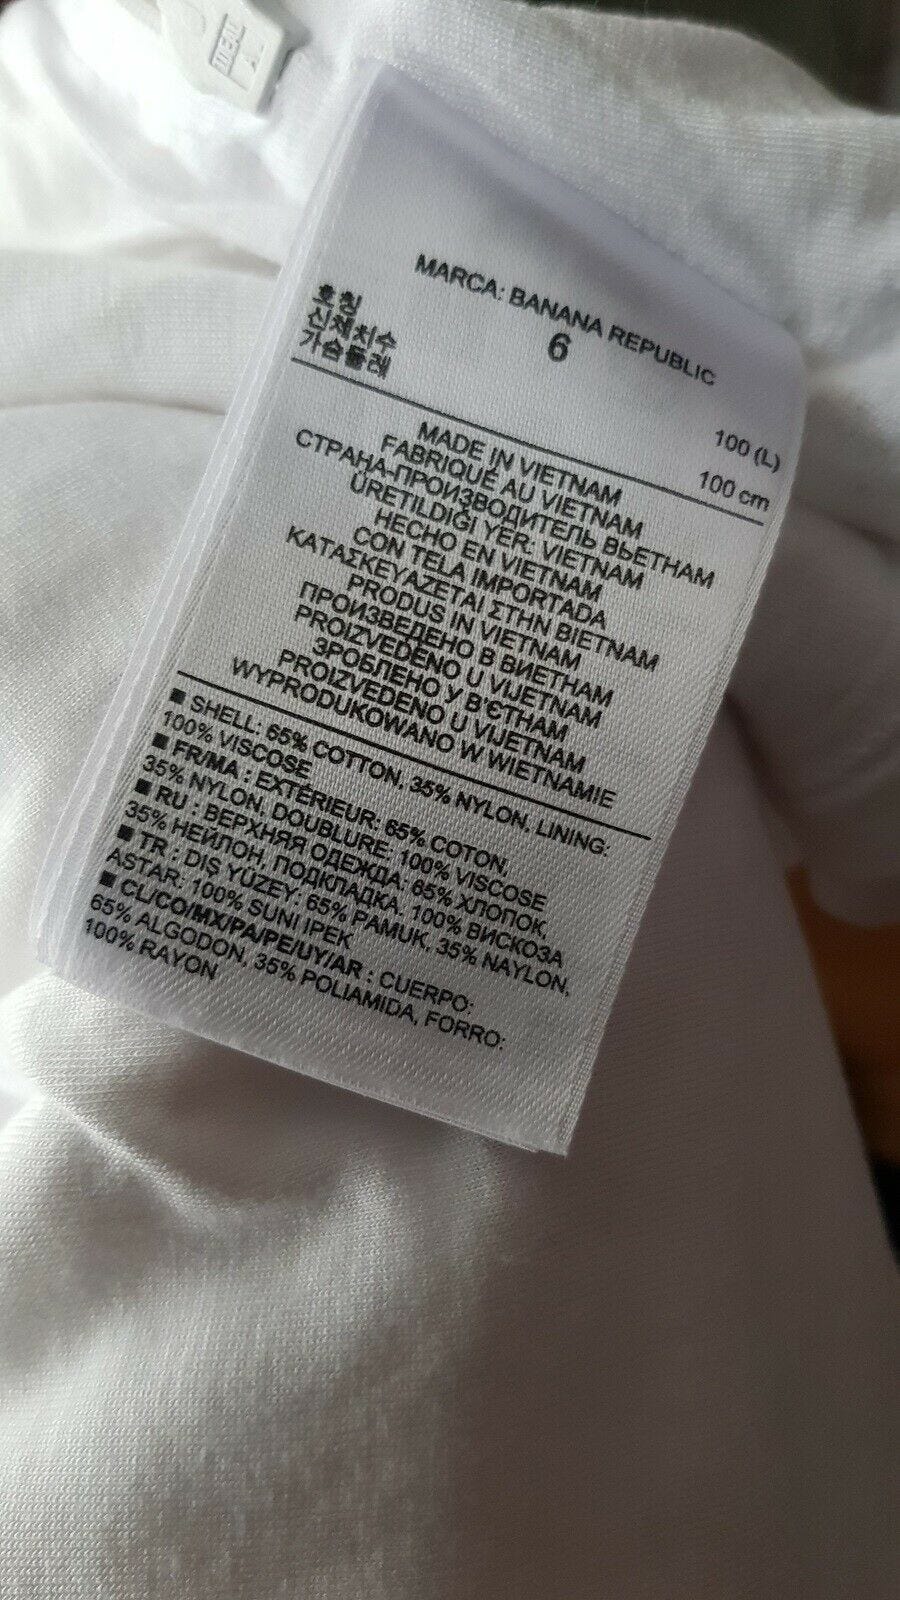 IDEAL
MARCA: BANANA REPUBLIC
6
호칭
신체치수 100 (L)
가슴둘레 100 cm
MADE IN VIETNAM
FABRIQUÉ AU VIETNAM
СТРАНА-ПРОИЗВОДИТЕЛЬ ВЬЕТНАМ
ÜRETILDIĞI YER: VIETNAM
HECHO EN VIETNAM
CON TELA IMPORTADA
ΚΑΤΑΣΚΕΥΑΖΕΤΑΙ ΣΤΗΝ ΒΙΕΤΝΑΜ
PRODUS IN VIETNAM
ПРОИЗВЕДЕНО В ВИЕТНАМ
PROIZVEDENO U VIJETNAM
ЗРОБЛЕНО У В'ЄТНАМ
PROIZVEDENO U VIJETNAM
WYPRODUKOWANO W WIETNAMIE
■ SHELL: 65% COTTON, 35% NYLON, LINING:
100% VISCOSE
■ FR/MA : EXTÉRIEUR: 65% COTON,
35% NYLON, DOUBLURE: 100% VISCOSE
■ RU : ВЕРХНЯЯ ОДЕЖДА: 65% ХЛОПОК,
35% НЕЙЛОН, ПОДКЛАДКА: 100% ВИСКОЗА
■ TR : DIŞ YÜZEY: 65% PAMUK, 35% NAYLON,
ASTAR: 100% SUNI IPEK
■ CL/CO/MX/PA/PE/UY/AR : CUERPO:
65% ALGODON, 35% POLIAMIDA, FORRO:
100% RAYON